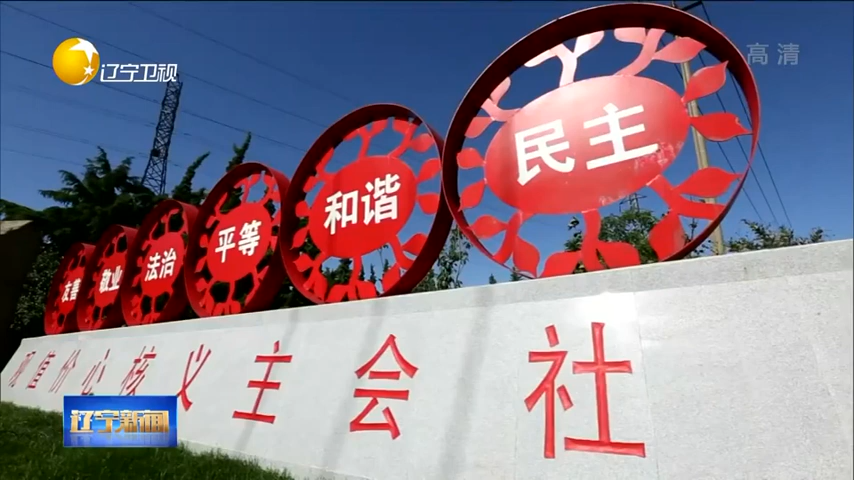 辽宁卫视
高清
民主 和谐 平等 法治 敬业 友善
社会主义核心价值观
辽宁新闻